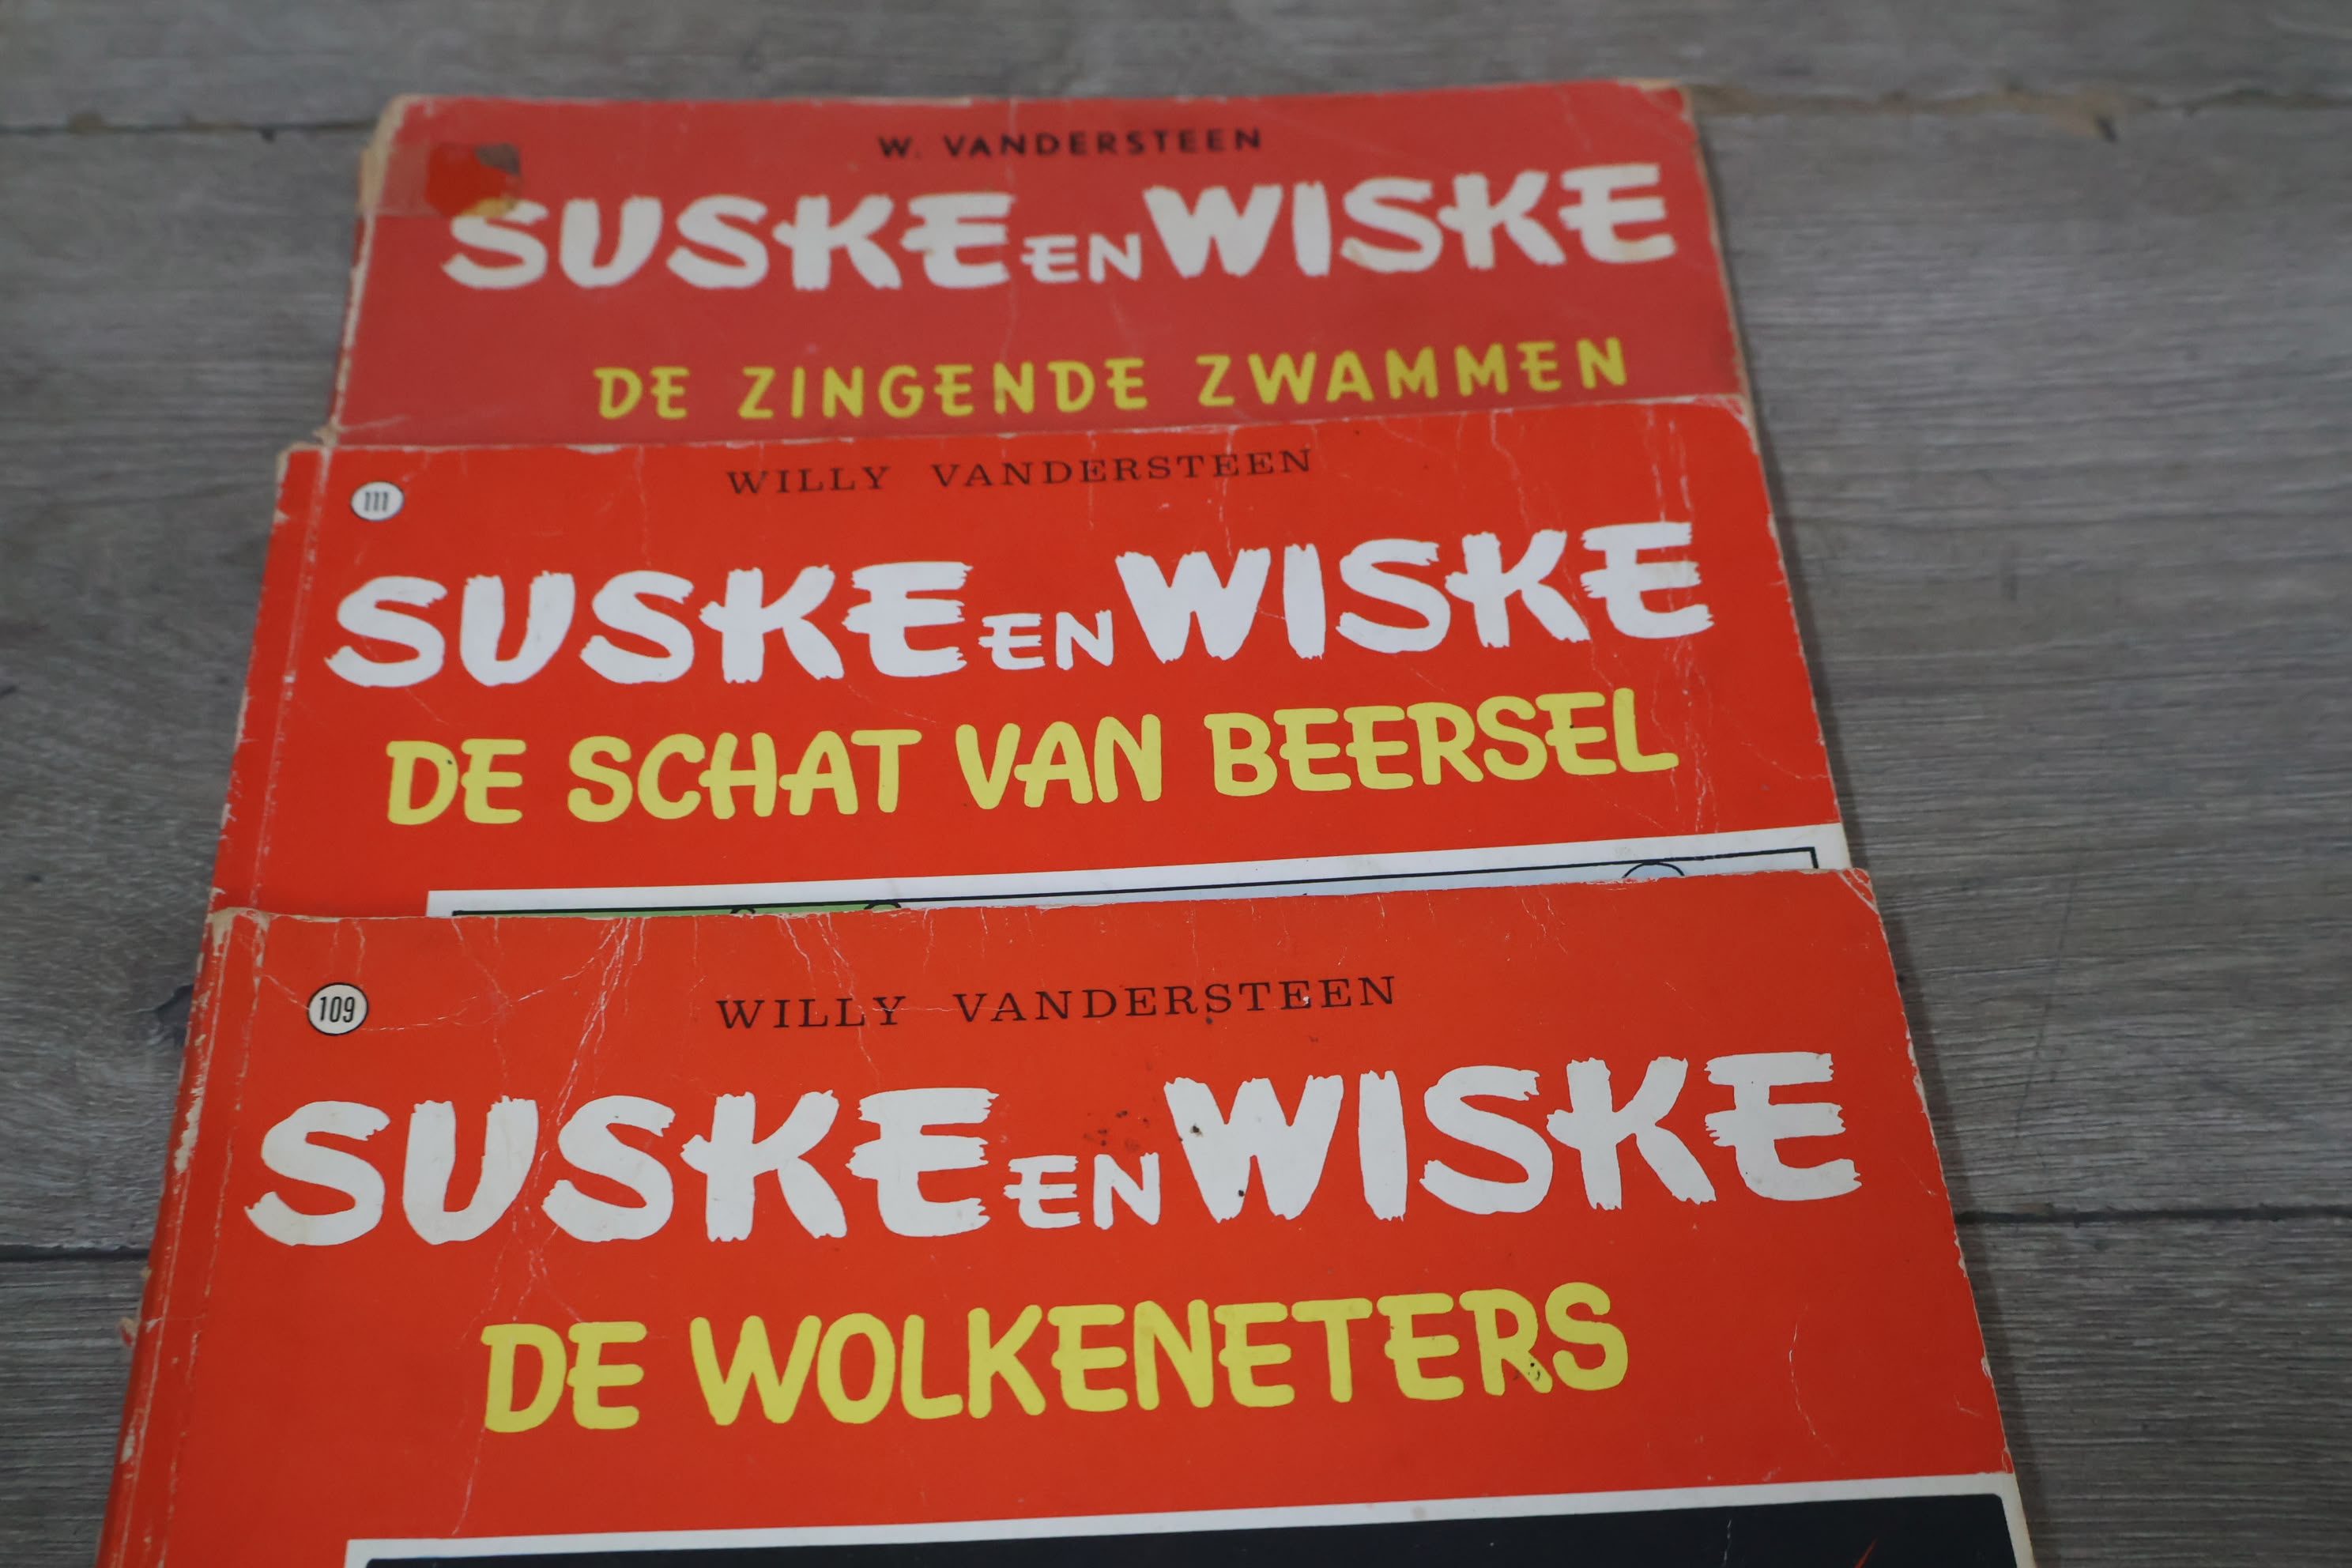 W. VANDERSTEEN
SUSKE EN WISKE
DE ZINGENDE ZWAMMEN
111
WILLY VANDERSTEEN
SUSKE EN WISKE
DE SCHAT VAN BEERSEL
109
WILLY VANDERSTEEN
SUSKE EN WISKE
DE WOLKENETERS